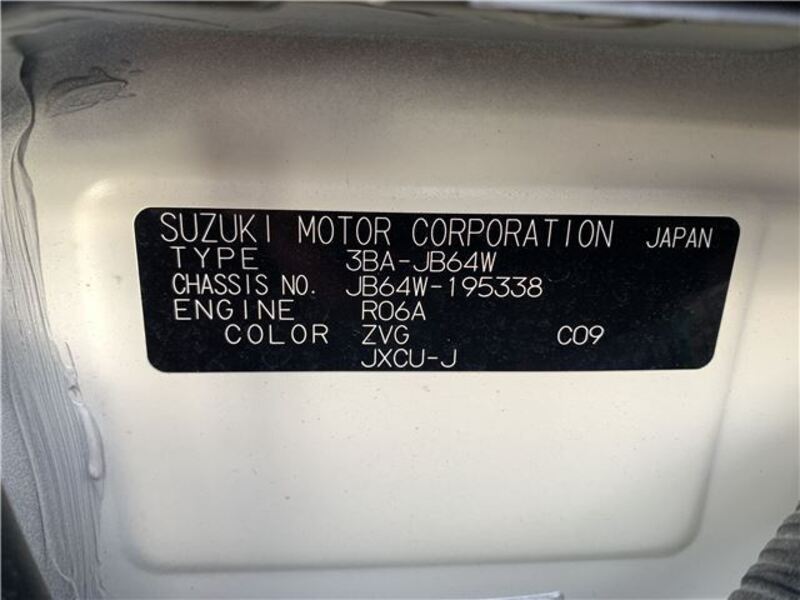 SUZUKI MOTOR CORPORATION JAPAN
TYPE 3BA-JB64W
CHASSIS NO. JB64W-195338
ENGINE R06A
COLOR ZVG C09
JXCU-J